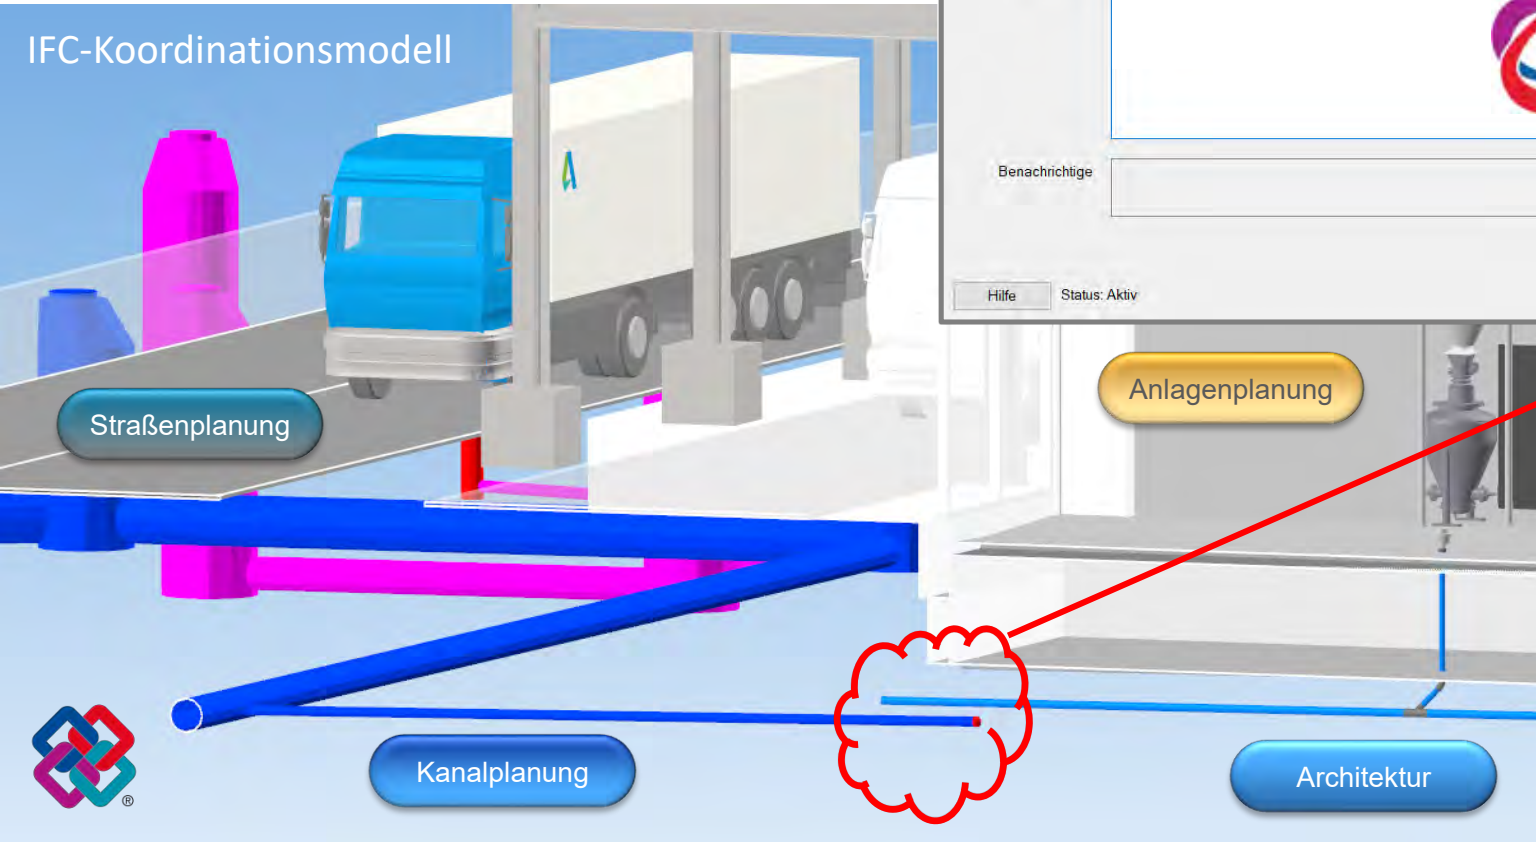 IFC-Koordinationsmodell
Benachrichtige
Hilfe
Status: Aktiv
Anlagenplanung
Straßenplanung
Kanalplanung
Architektur
®